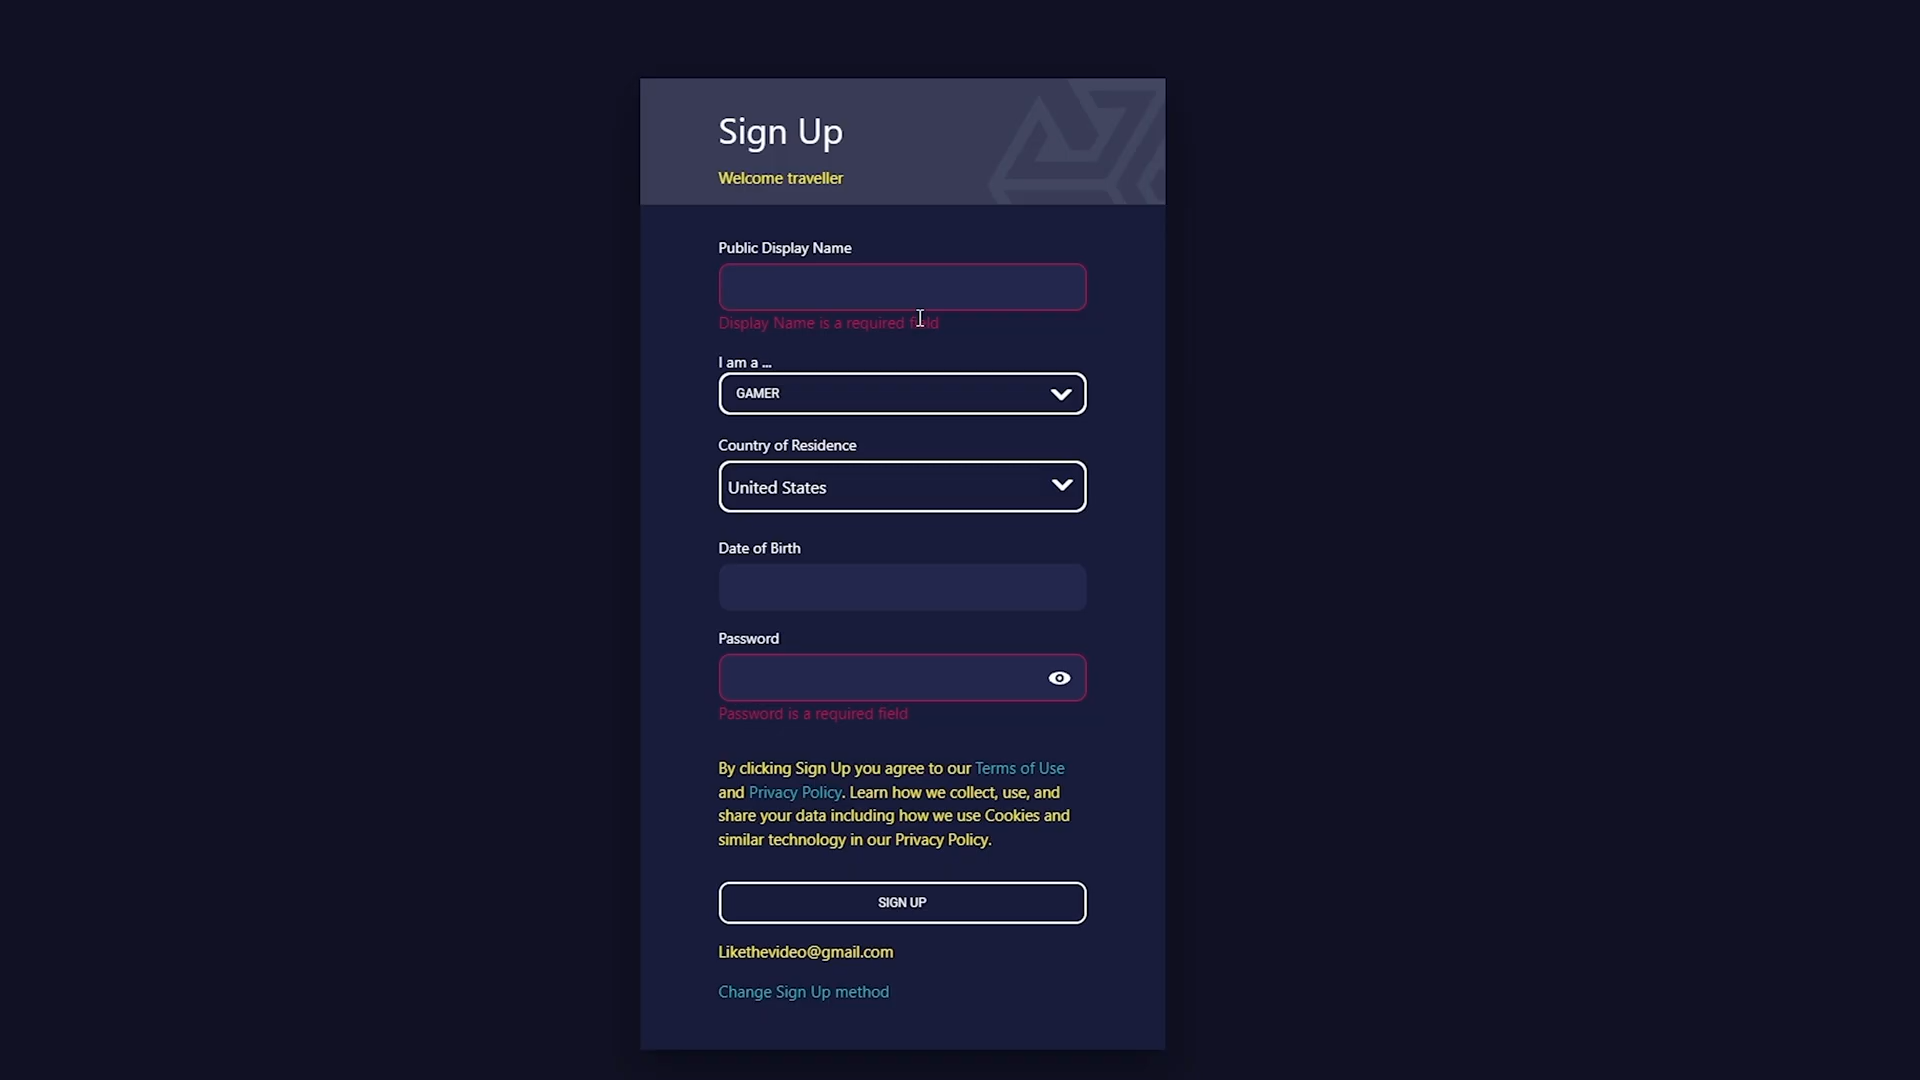 Sign Up
Welcome traveller
Public Display Name
Display Name is a required field
I am a ...
GAMER
Country of Residence
United States
Date of Birth
Password
Password is a required field
By clicking Sign Up you agree to our Terms of Use
and Privacy Policy. Learn how we collect, use, and
share your data including how we use Cookies and
similar technology in our Privacy Policy.
SIGN UP
Likethevideo@gmail.com
Change Sign Up method